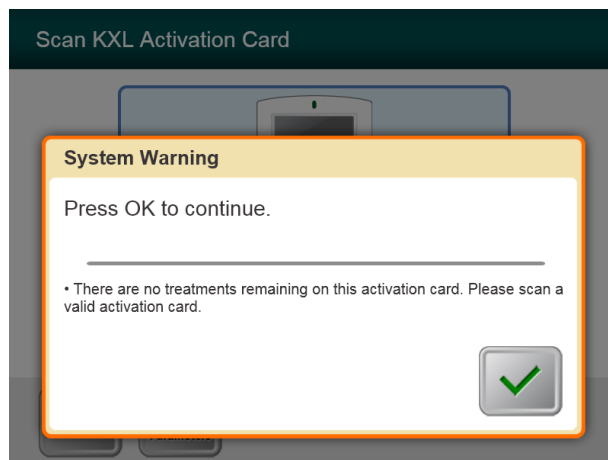 Scan KXL Activation Card
System Warning
Press OK to continue.
• There are no treatments remaining on this activation card. Please scan a
valid activation card.
Parameters